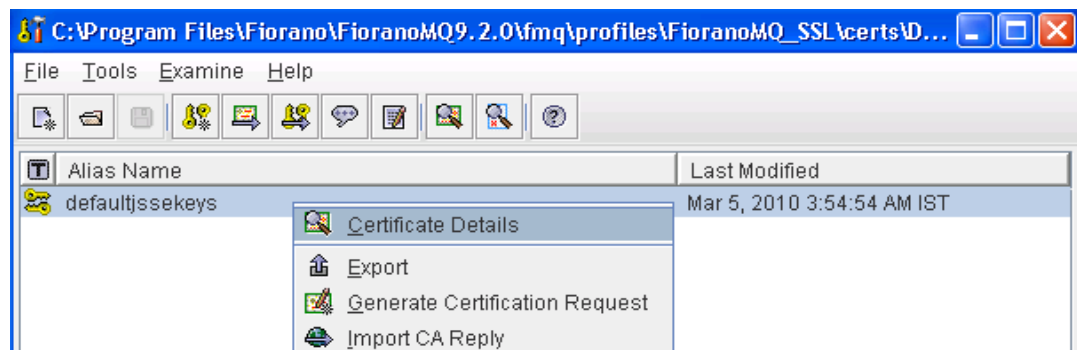 C:\Program Files\Fiorano\FioranoMQ9.2.0\fmq\profiles\FioranoMQ_SSL\certs\D...
File Tools Examine Help
T Alias Name Last Modified
defaultjssekeys Mar 5, 2010 3:54:54 AM IST
Certificate Details
Export
Generate Certification Request
Import CA Reply